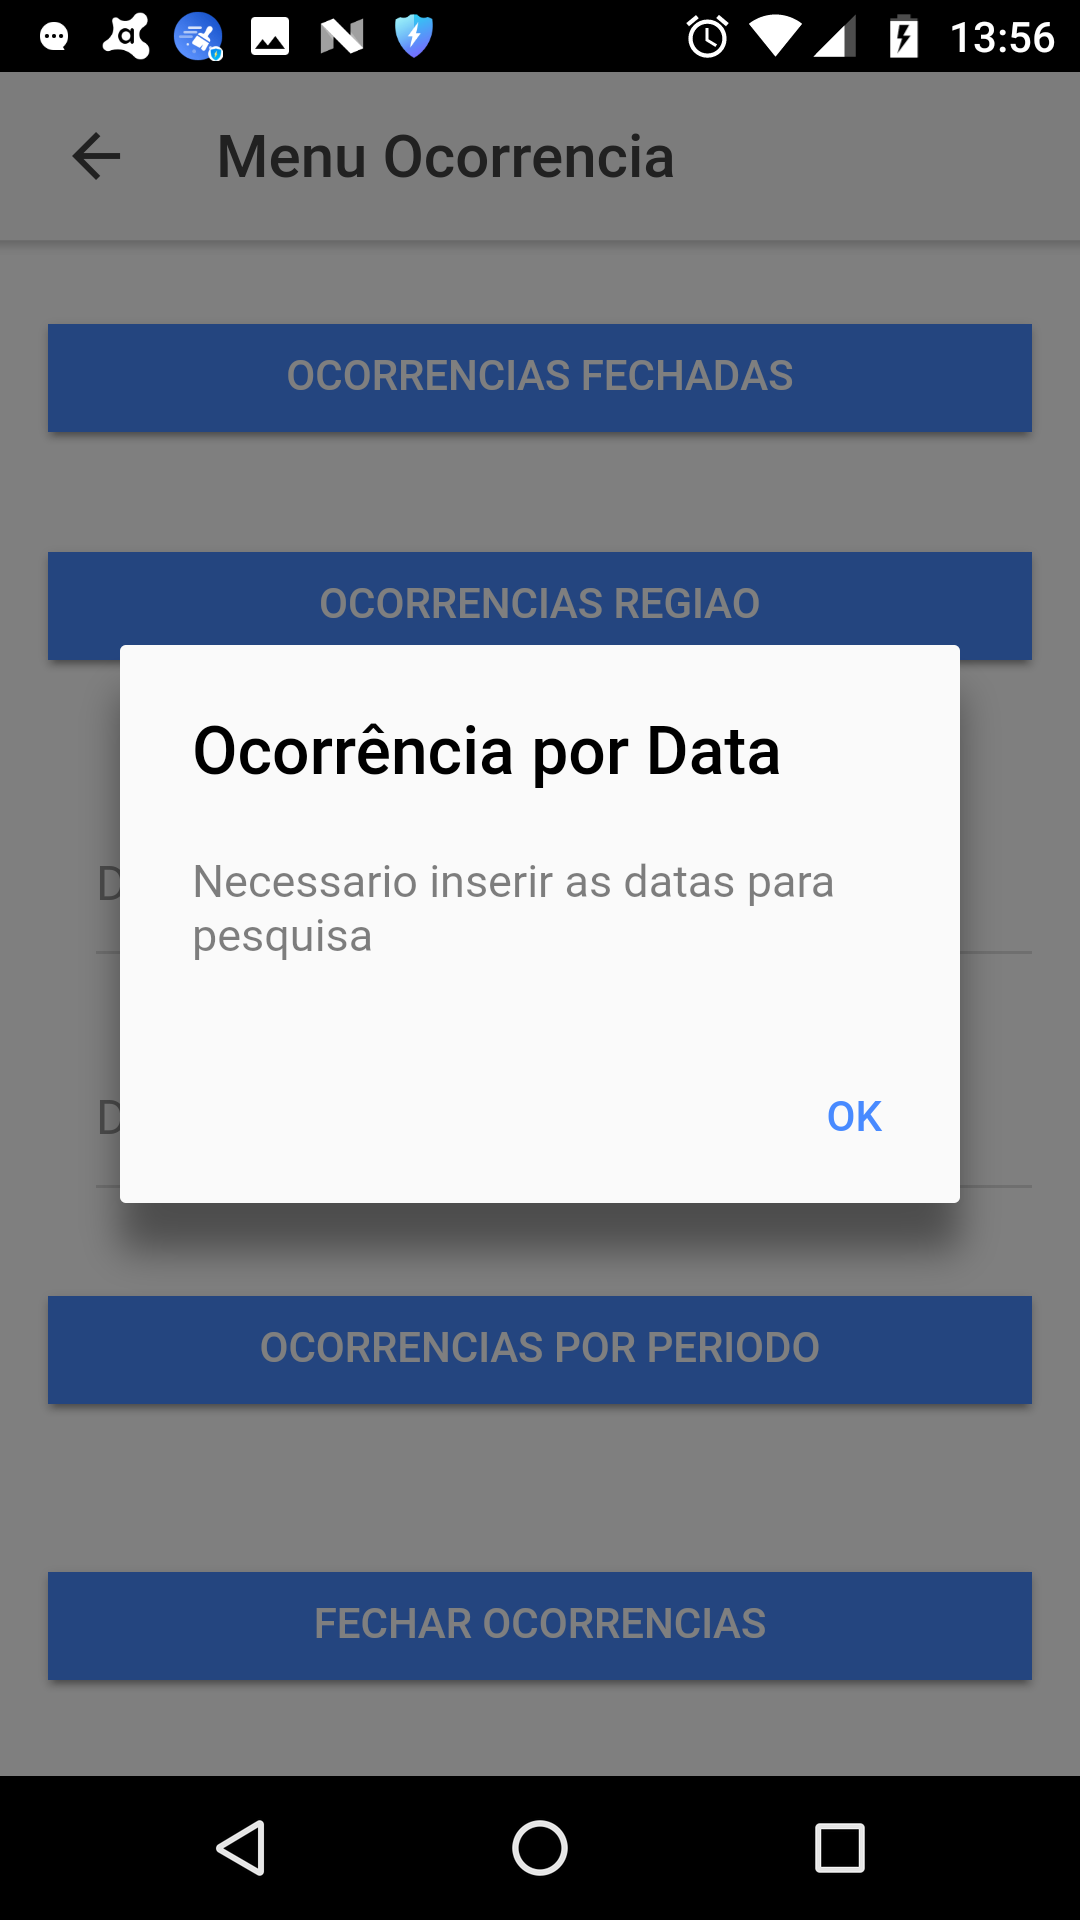 13:56
Menu Ocorrencia
OCORRENCIAS FECHADAS
OCORRENCIAS REGIAO
Ocorrência por Data
Necessario inserir as datas para
pesquisa
OK
OCORRENCIAS POR PERIODO
FECHAR OCORRENCIAS